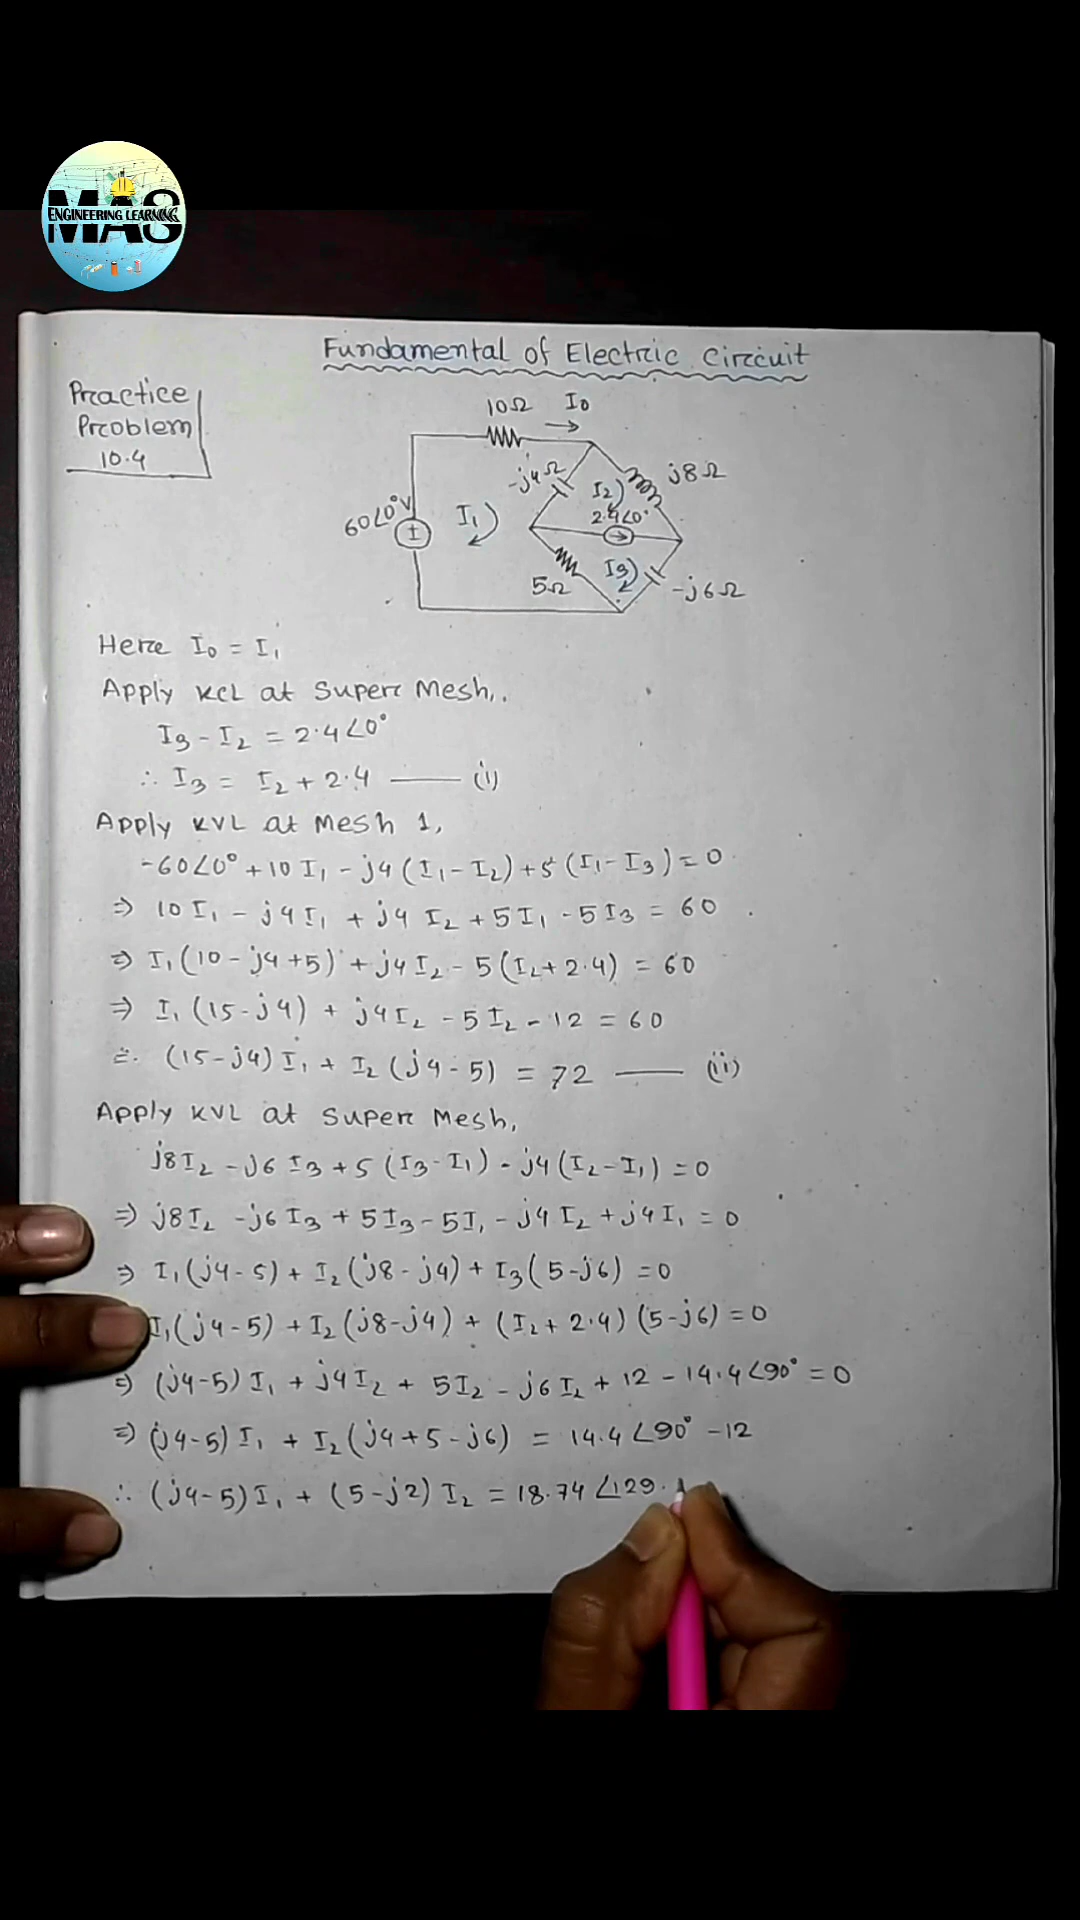 MAS
ENGINEERING LEARNING
Fundamental of Electric Circuit
Practice
Problem
10.4
10Ω I₀
-j4Ω
j8Ω
60∠0° V
I₁
I₂
2.4∠0°
5Ω
I₃
-j6Ω
Here I₀ = I₁
Apply KCL at Super Mesh,
I₃ - I₂ = 2.4∠0°
∴ I₃ = I₂ + 2.4 —— (i)
Apply KVL at Mesh 1,
-60∠0° + 10 I₁ - j4 (I₁ - I₂) + 5 (I₁ - I₃) = 0
⇒ 10 I₁ - j4 I₁ + j4 I₂ + 5 I₁ - 5 I₃ = 60
⇒ I₁ (10 - j4 + 5) + j4 I₂ - 5 (I₂ + 2.4) = 60
⇒ I₁ (15 - j4) + j4 I₂ - 5 I₂ - 12 = 60
∴ (15 - j4) I₁ + I₂ (j4 - 5) = 72 —— (ii)
Apply KVL at Super Mesh,
j8 I₂ - j6 I₃ + 5 (I₃ - I₁) - j4 (I₂ - I₁) = 0
⇒ j8 I₂ - j6 I₃ + 5 I₃ - 5 I₁ - j4 I₂ + j4 I₁ = 0
⇒ I₁ (j4 - 5) + I₂ (j8 - j4) + I₃ (5 - j6) = 0
I₁ (j4 - 5) + I₂ (j8 - j4) + (I₂ + 2.4) (5 - j6) = 0
⇒ (j4 - 5) I₁ + j4 I₂ + 5 I₂ - j6 I₂ + 12 - 14.4∠90° = 0
⇒ (j4 - 5) I₁ + I₂ (j4 + 5 - j6) = 14.4∠90° - 12
∴ (j4 - 5) I₁ + (5 - j2) I₂ = 18.74∠129.